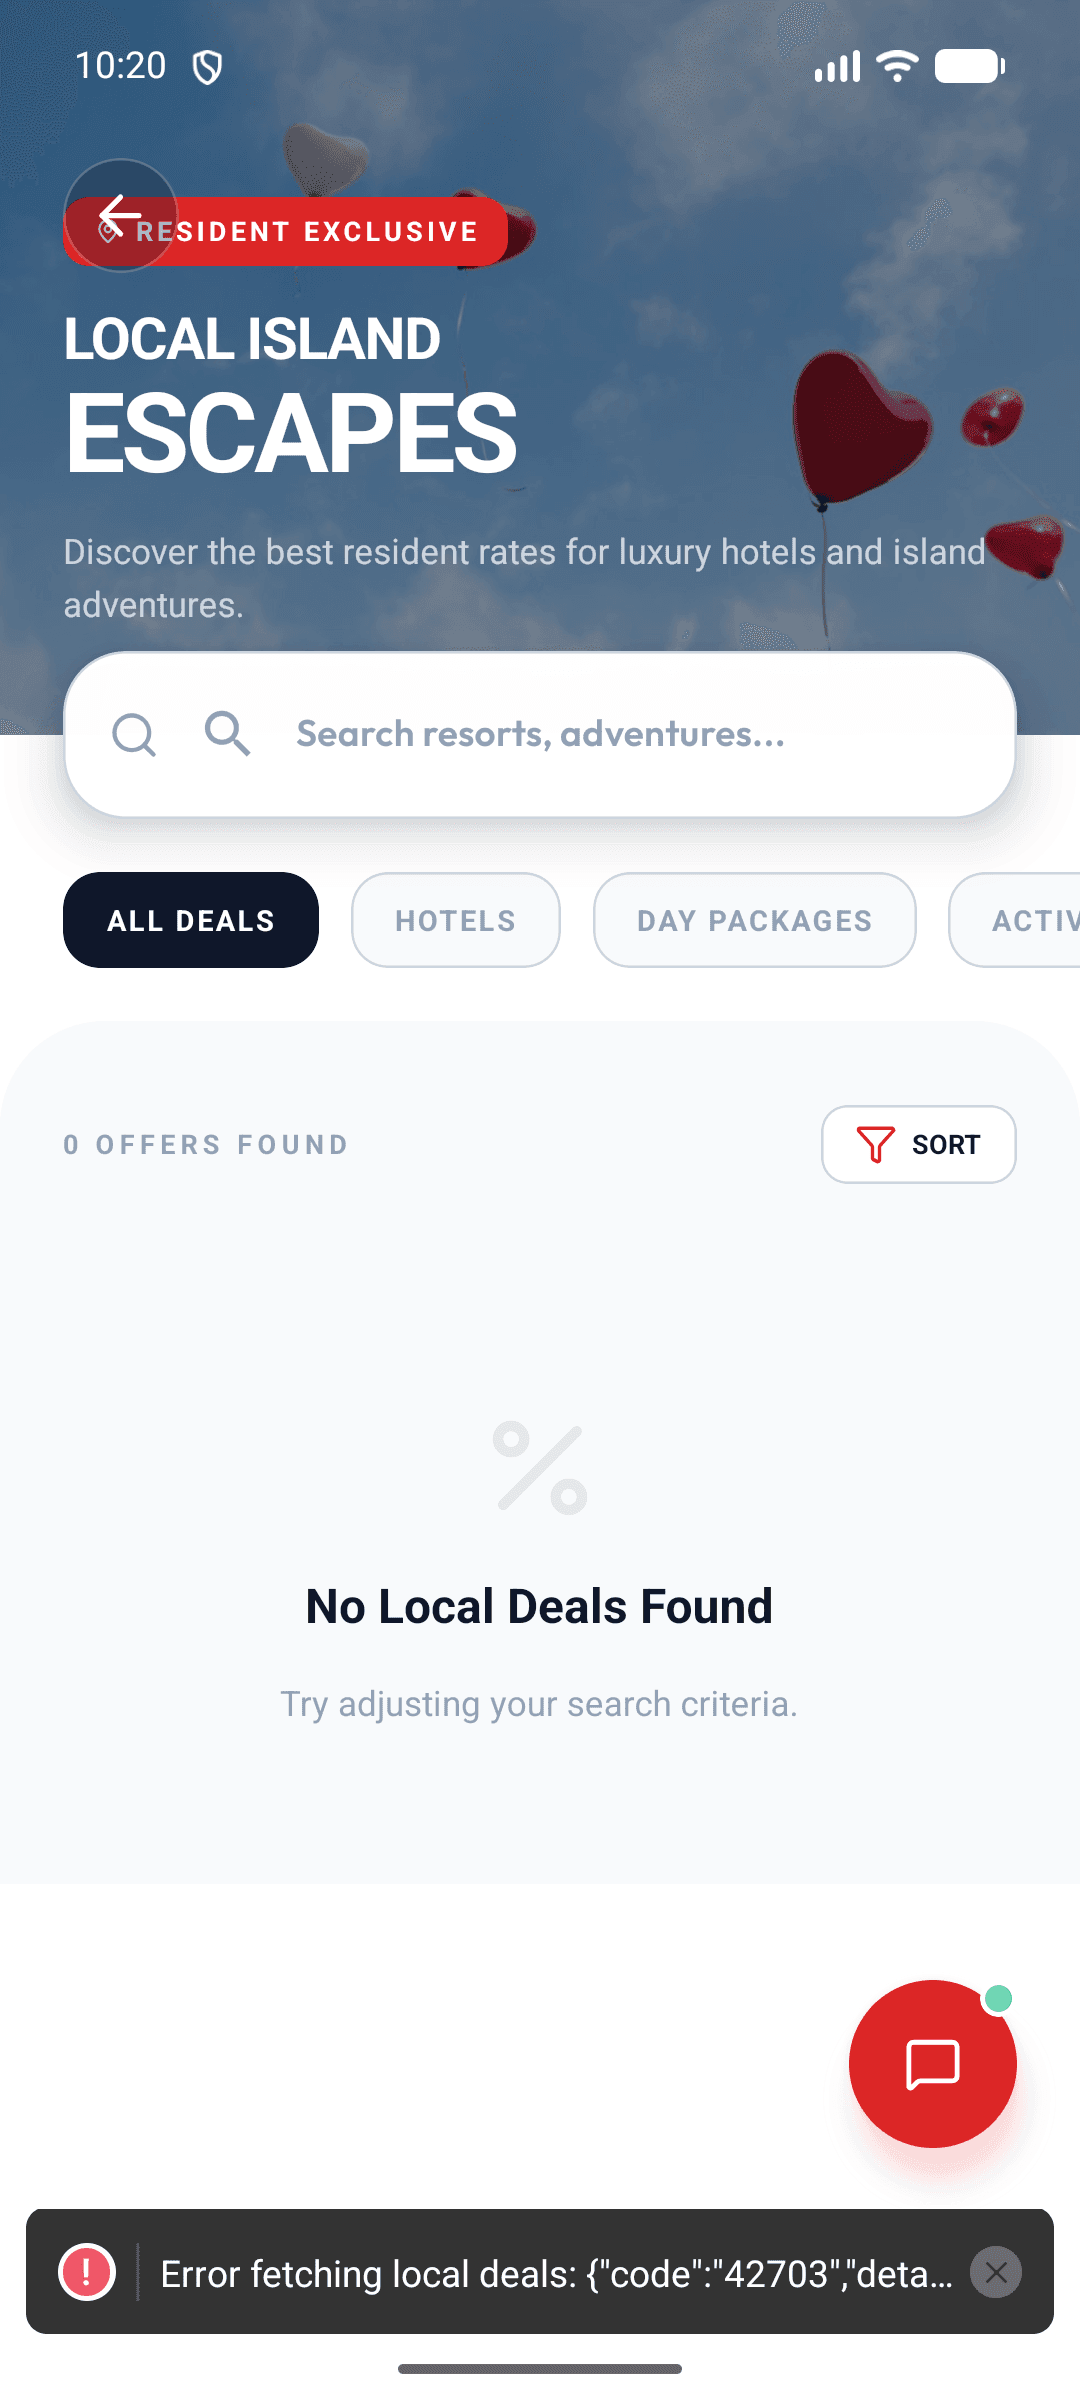 10:20
RESIDENT EXCLUSIVE
LOCAL ISLAND
ESCAPES
Discover the best resident rates for luxury hotels and island
adventures.
Search resorts, adventures...
ALL DEALS
HOTELS
DAY PACKAGES
ACTIV
0 OFFERS FOUND
SORT
No Local Deals Found
Try adjusting your search criteria.
Error fetching local deals: {"code":"42703","deta...